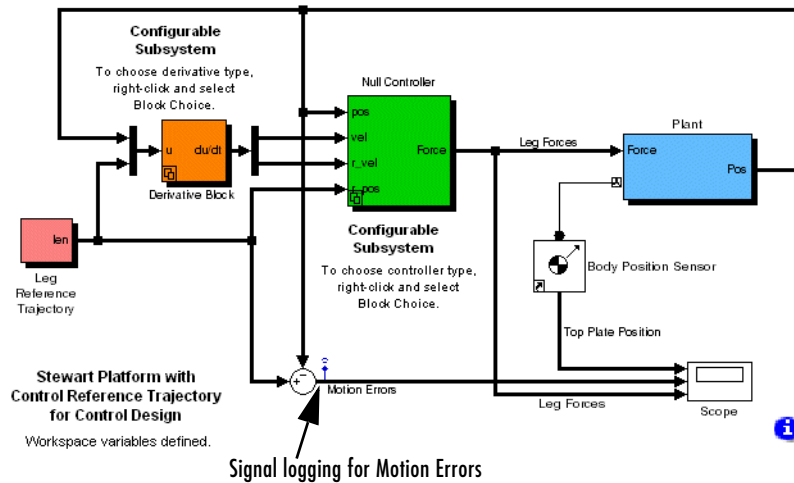 Configurable
Subsystem
To choose derivative type,
right-click and select
Block Choice.
Null Controller
pos
vel
r_vel
r_pos
Force
u
du/dt
Derivative Block
Leg Forces
Plant
Force
Pos
len
Leg
Reference
Trajectory
Configurable
Subsystem
To choose controller type,
right-click and select
Block Choice.
Body Position Sensor
Top Plate Position
Stewart Platform with
Control Reference Trajectory
for Control Design
Workspace variables defined.
+
−
Motion Errors
Leg Forces
Scope
i
Signal logging for Motion Errors